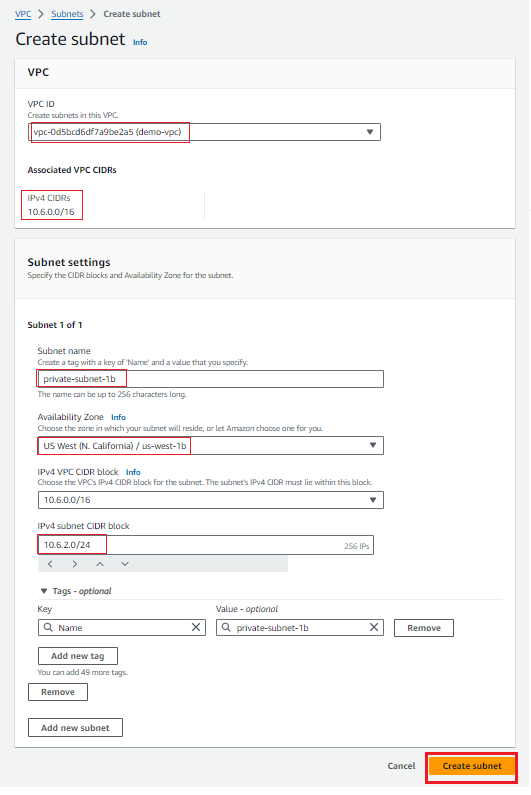 VPC > Subnets > Create subnet
Create subnet Info
VPC
VPC ID
Create subnets in this VPC.
vpc-0d5bcd6df7a9be2a5 (demo-vpc)
Associated VPC CIDRs
IPv4 CIDRs
10.6.0.0/16
Subnet settings
Specify the CIDR blocks and Availability Zone for the subnet.
Subnet 1 of 1
Subnet name
Create a tag with a key of 'Name' and a value that you specify.
private-subnet-1b
The name can be up to 256 characters long.
Availability Zone Info
Choose the zone in which your subnet will reside, or let Amazon choose one for you.
US West (N. California) / us-west-1b
IPv4 VPC CIDR block Info
Choose the VPC's IPv4 CIDR block for the subnet. The subnet's IPv4 CIDR must lie within this block.
10.6.0.0/16
IPv4 subnet CIDR block
10.6.2.0/24 256 IPs
Tags - optional
Key Value - optional
Name private-subnet-1b Remove
Add new tag
You can add 49 more tags.
Remove
Add new subnet
Cancel Create subnet